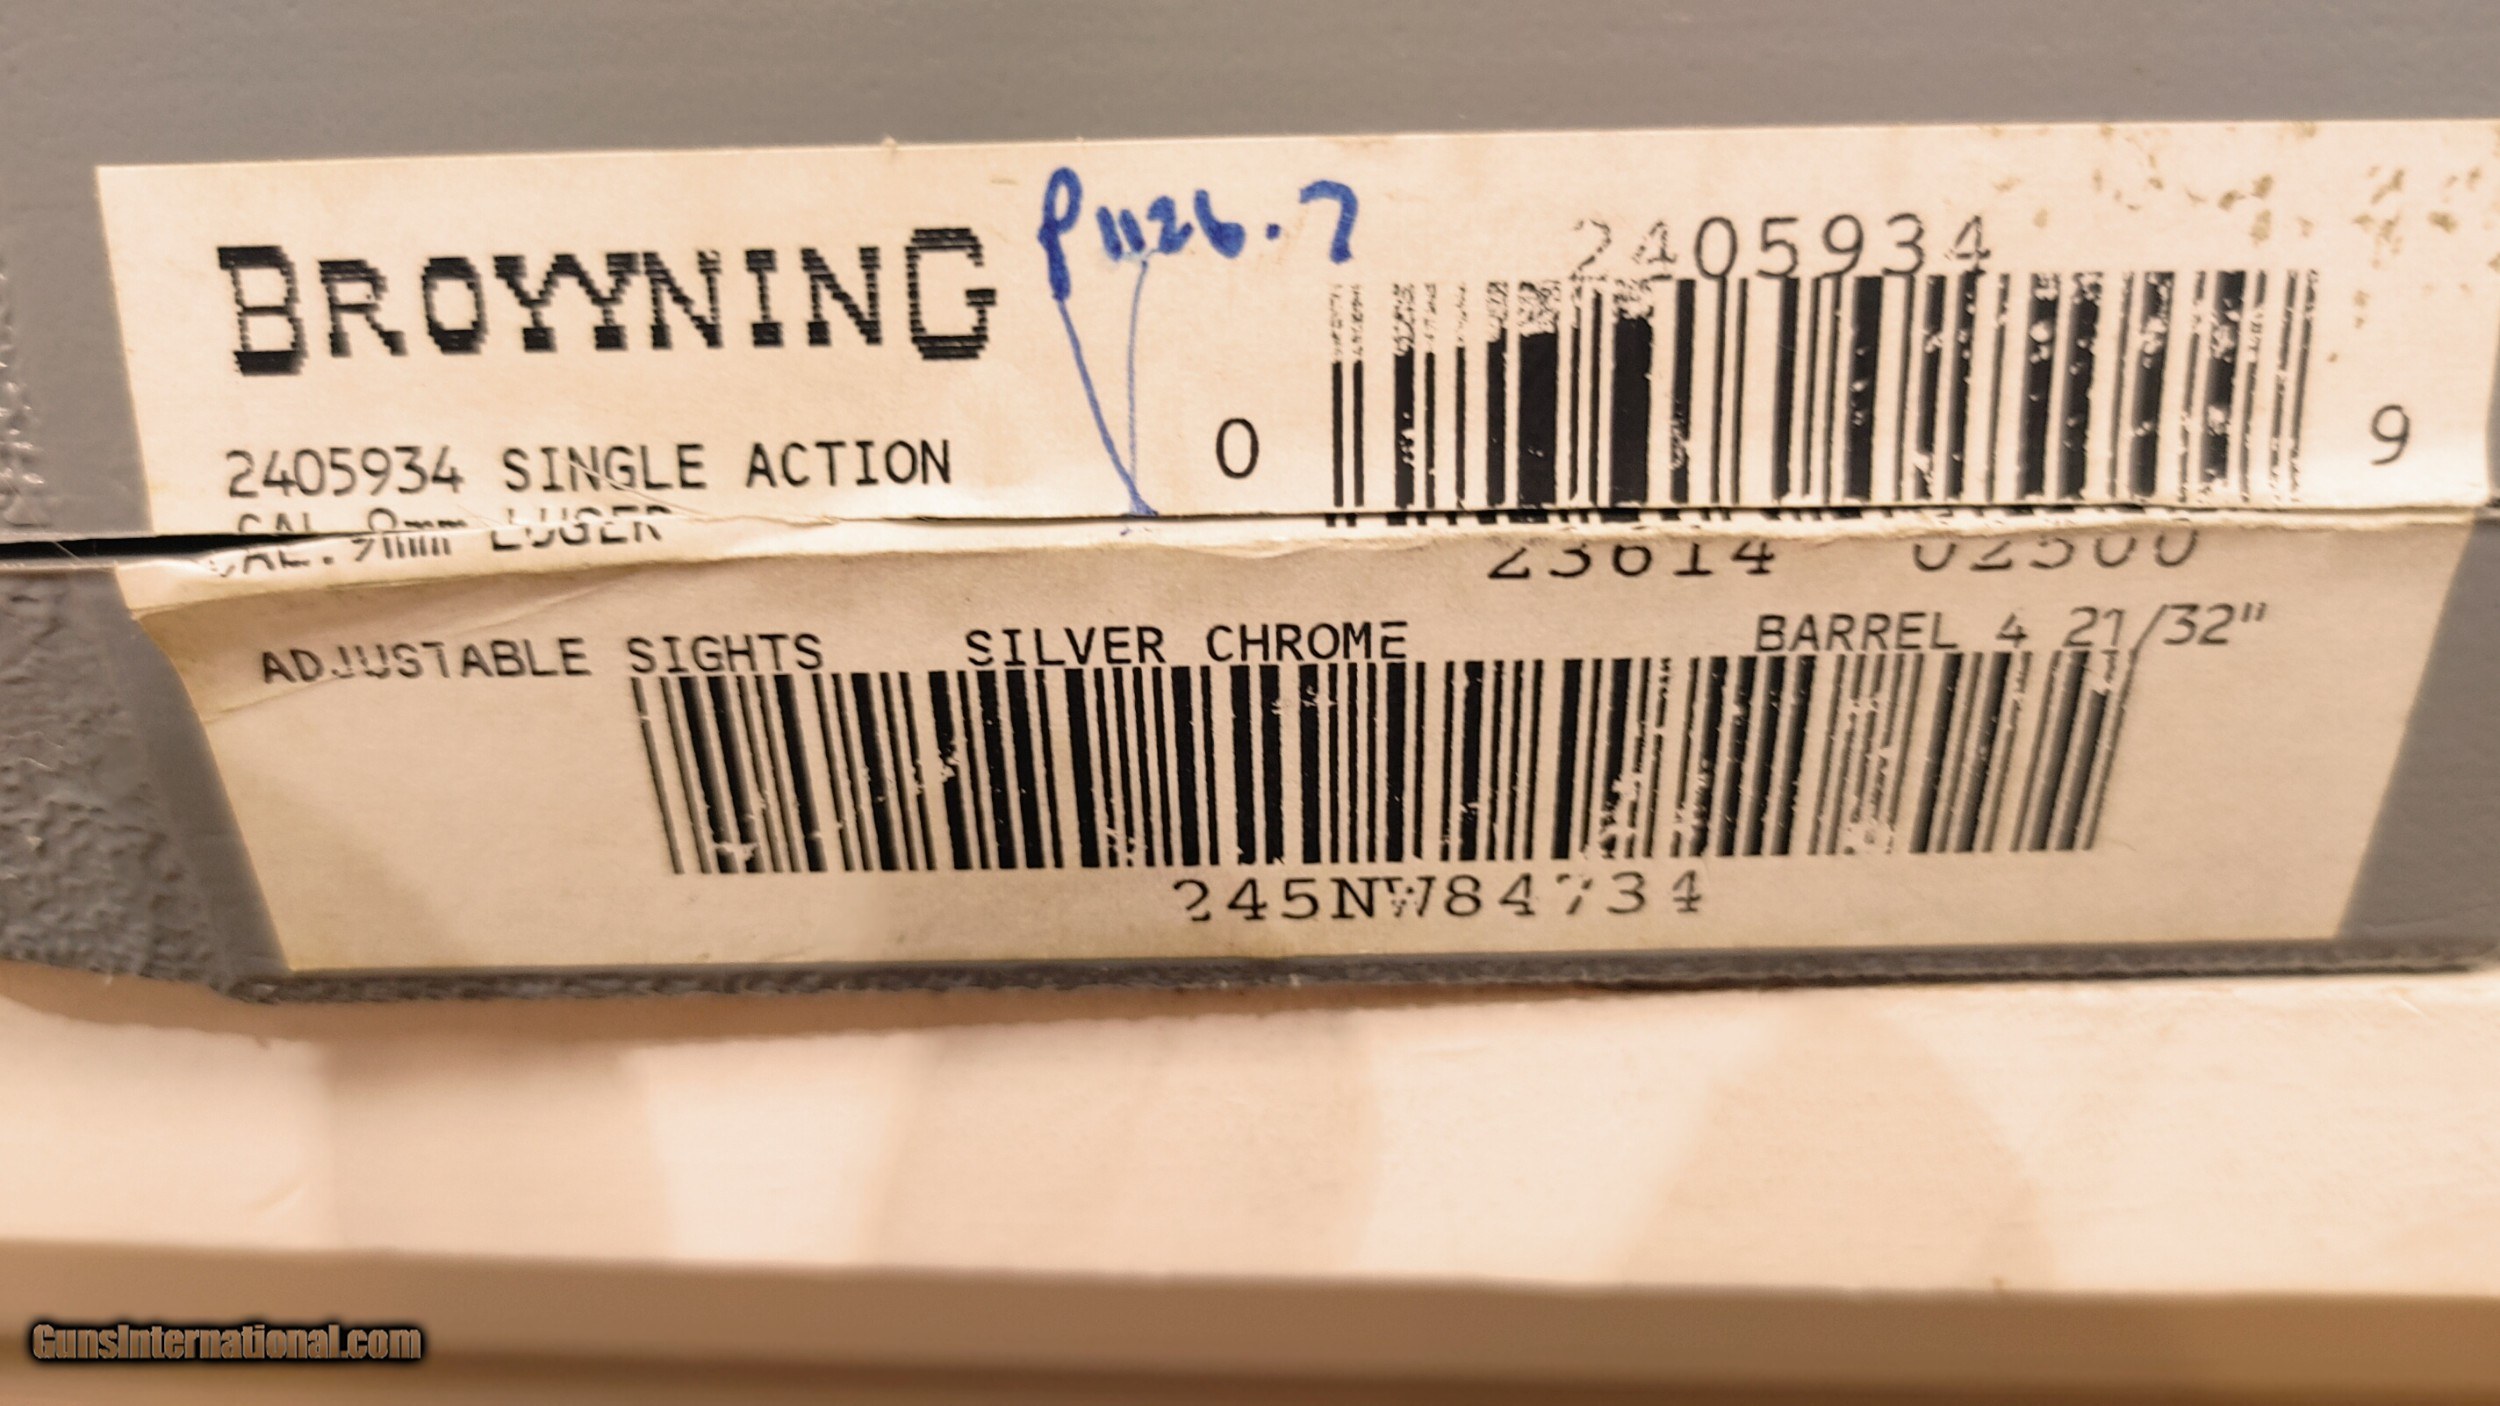 BROWNING
P1126.7
2405934
2405934 SINGLE ACTION
0
9
CAL. 9mm LUGER
23614 02500
ADJUSTABLE SIGHTS SILVER CHROME BARREL 4 21/32"
245NW84734
GunsInternational.com